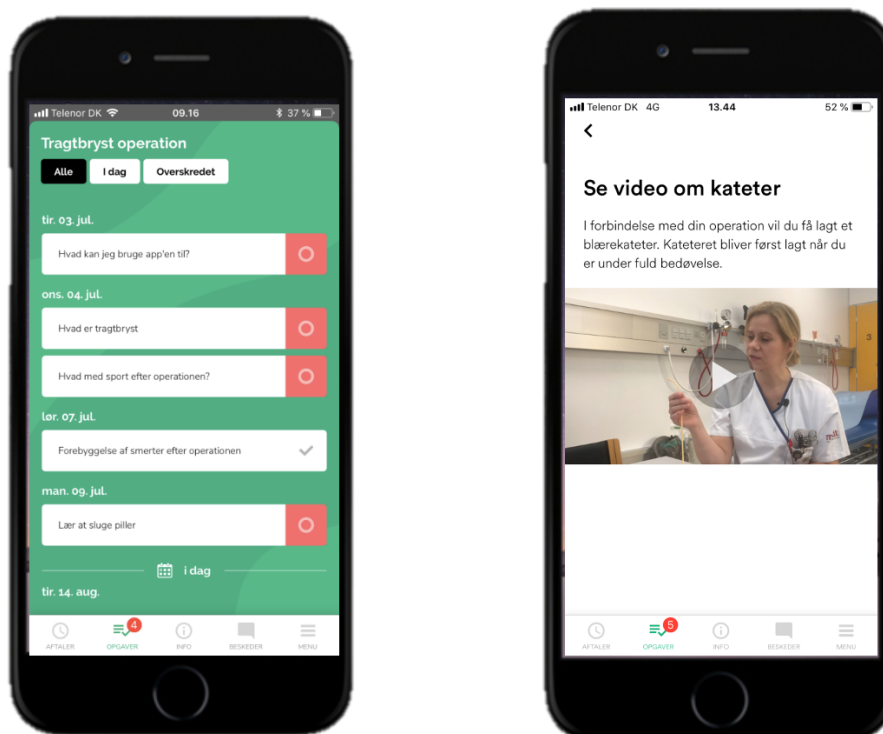 Telenor DK 09.16 37 %
Tragtbryst operation
Alle I dag Overskredet
tir. 03. jul.
Hvad kan jeg bruge app'en til?
ons. 04. jul.
Hvad er tragtbryst
Hvad med sport efter operationen?
lør. 07. jul.
Forebyggelse af smerter efter operationen
man. 09. jul.
Lær at sluge piller
i dag
tir. 14. aug.
4
AFTALER OPGAVER INFO BESKEDER MENU
Telenor DK 4G 13.44 52 %
Se video om kateter
I forbindelse med din operation vil du få lagt et
blærekateter. Kateteret bliver først lagt når du
er under fuld bedøvelse.
5
AFTALER OPGAVER INFO BESKEDER MENU